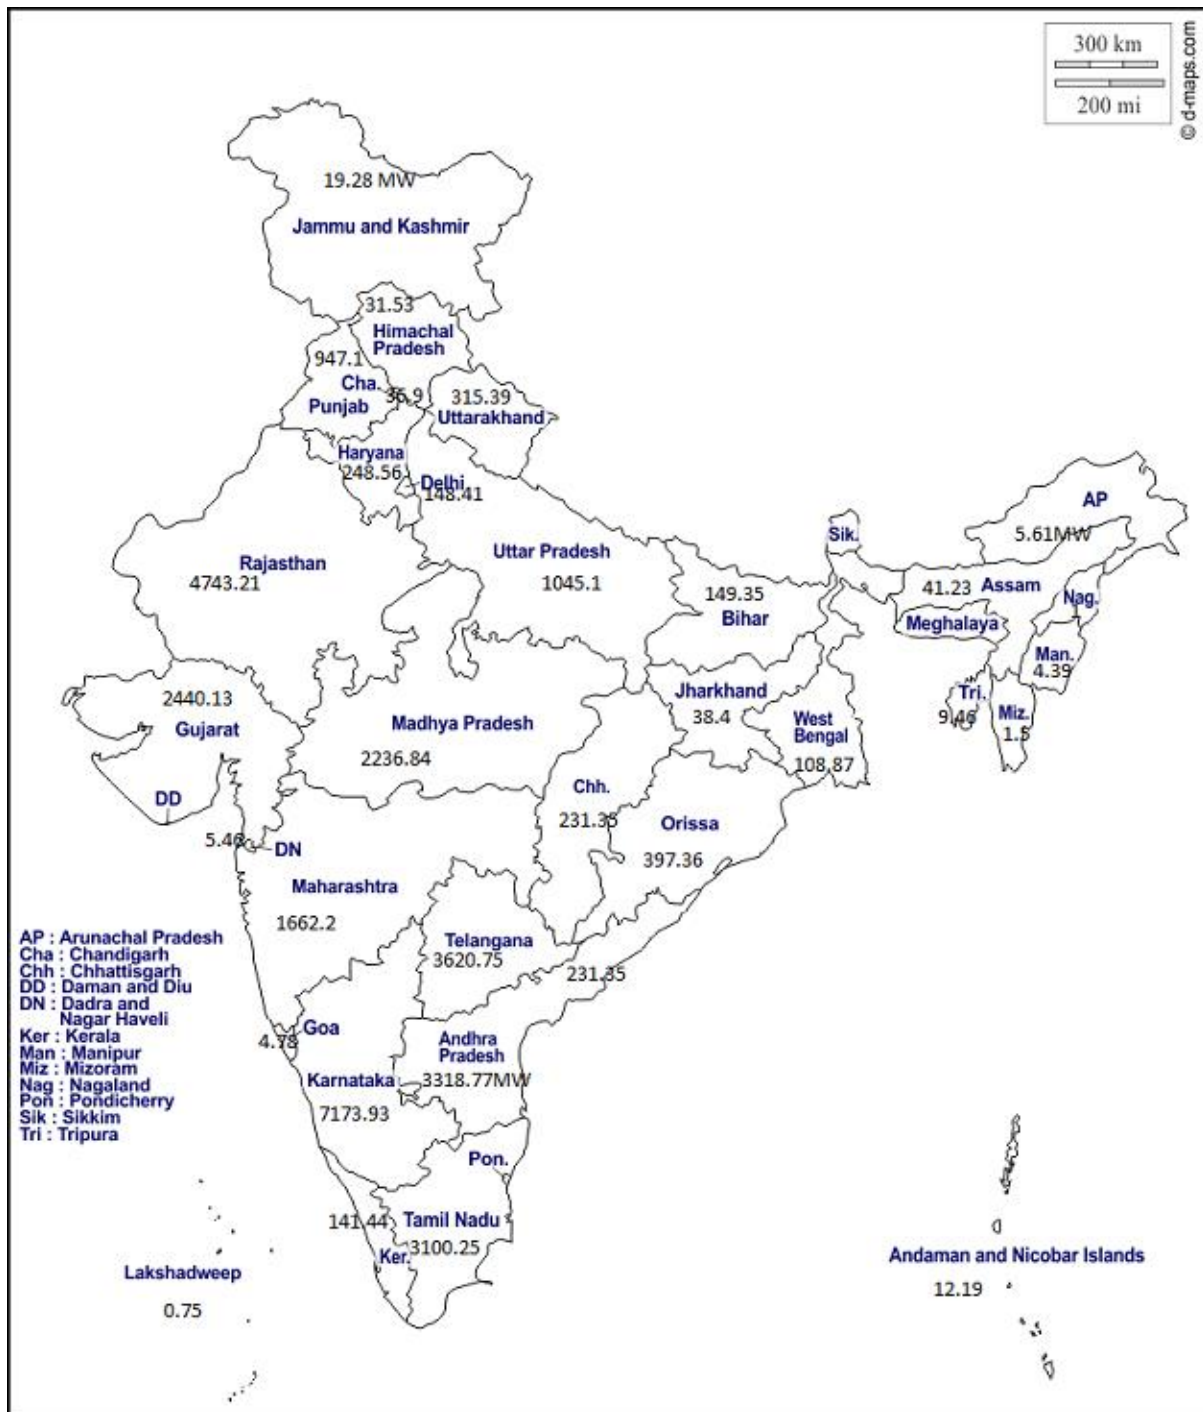 300 km
200 mi
© d-maps.com
19.28 MW
Jammu and Kashmir
31.53
Himachal
Pradesh
947.1
Cha.
36.9
Punjab
315.39
Uttarakhand
Haryana
248.56
Delhi
148.41
AP
5.61MW
Sik.
Rajasthan
4743.21
Uttar Pradesh
1045.1
149.35
Bihar
41.23
Assam
Nag.
Meghalaya
Man.
4.39
2440.13
Gujarat
Madhya Pradesh
2236.84
Jharkhand
38.4
West
Bengal
108.87
Tri.
9.46
Miz.
1.5
DD
Chh.
231.35
Orissa
397.36
5.46
DN
Maharashtra
1662.2
Telangana
3620.75
231.35
AP : Arunachal Pradesh
Cha : Chandigarh
Chh : Chhattisgarh
DD : Daman and Diu
DN : Dadra and
Nagar Haveli
Ker : Kerala
Man : Manipur
Miz : Mizoram
Nag : Nagaland
Pon : Pondicherry
Sik : Sikkim
Tri : Tripura
Goa
4.78
Andhra
Pradesh
3318.77MW
Karnataka
7173.93
Pon.
141.44
Tamil Nadu
3100.25
Ker.
Lakshadweep
0.75
Andaman and Nicobar Islands
12.19